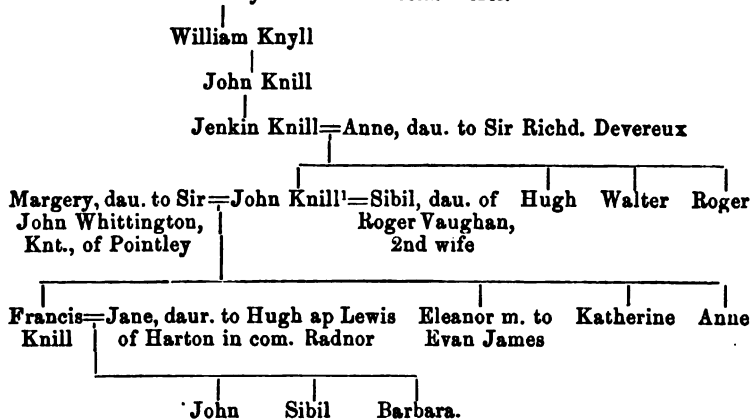 William Knyll
John Knill
Jenkin Knill=Anne, dau. to Sir Richd. Devereux
Margery, dau. to Sir=John Knill¹=Sibil, dau. of Hugh Walter Roger
John Whittington, Roger Vaughan,
Knt., of Pointley 2nd wife
Francis=Jane, daur. to Hugh ap Lewis Eleanor m. to Katherine Anne
Knill of Harton in com. Radnor Evan James
John Sibil Barbara.